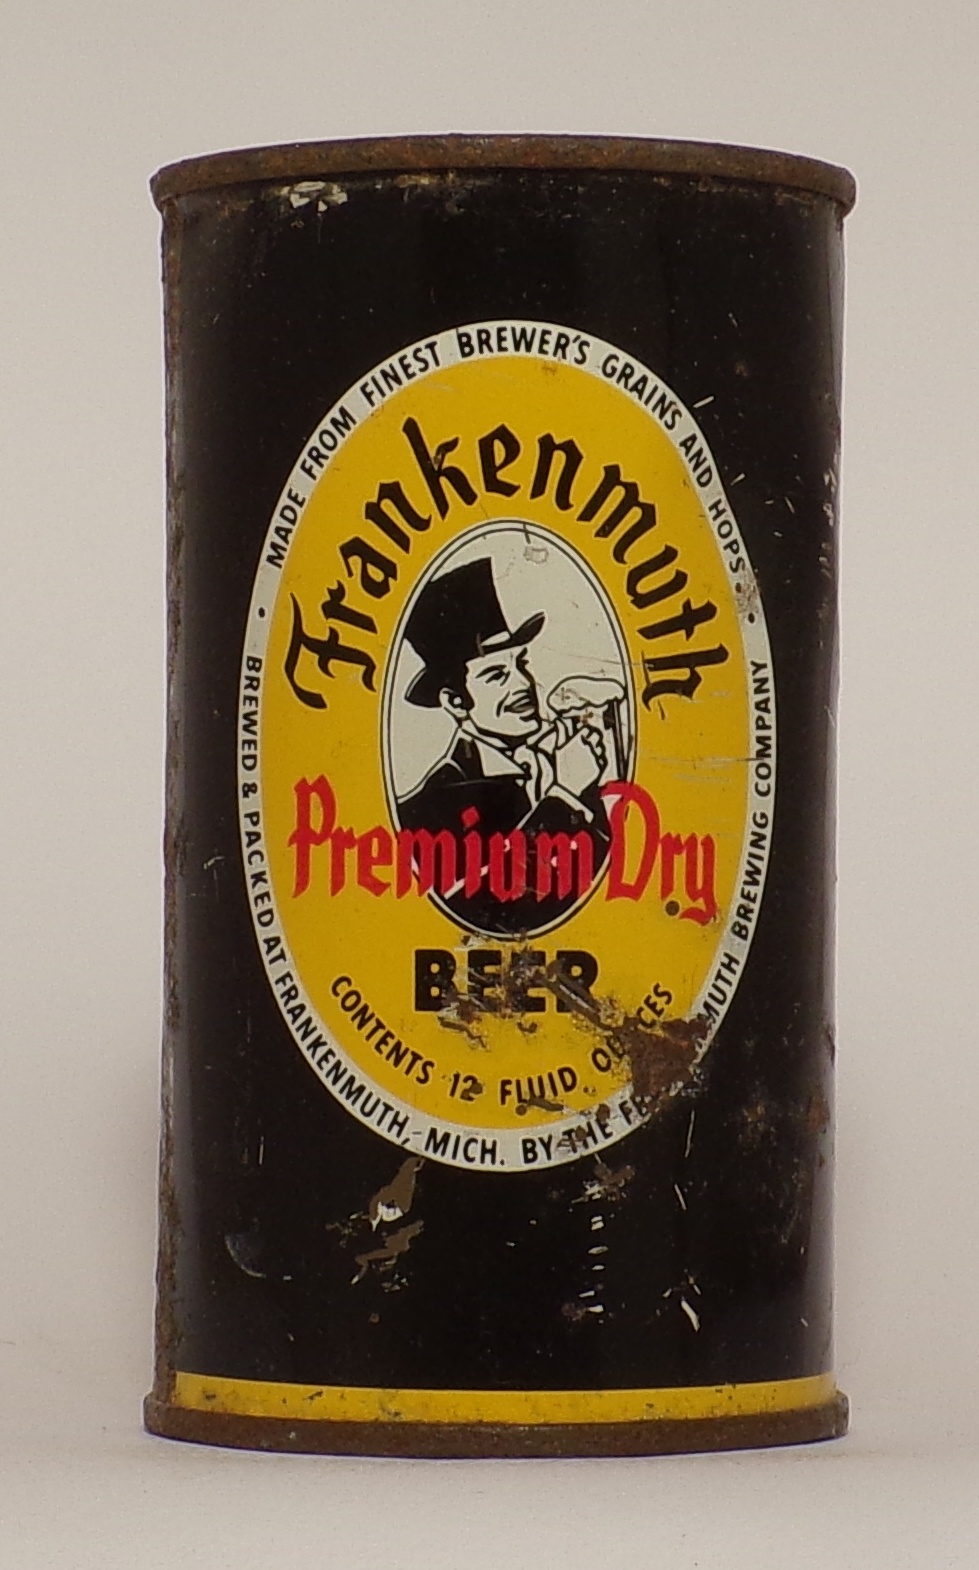 MADE FROM FINEST BREWER'S GRAINS AND HOPS
Frankenmuth
Premium Dry
BEER
CONTENTS 12 FLUID
BREWED & PACKED AT FRANKENMUTH, MICH. BY THE MUTH BREWING COMPANY